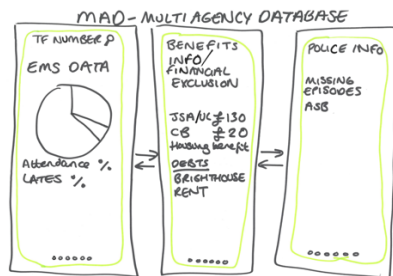 MAD - MULTI AGENCY DATABASE
TF NUMBER 8
EMS DATA
Attendance %
LATES %
BENEFITS
INFO/
FINANCIAL
EXCLUSION
JSA/UC £130
CB £20
Housing benefit
DEBTS
BRIGHTHOUSE
RENT
POLICE INFO
MISSING
EPISODES
ASB